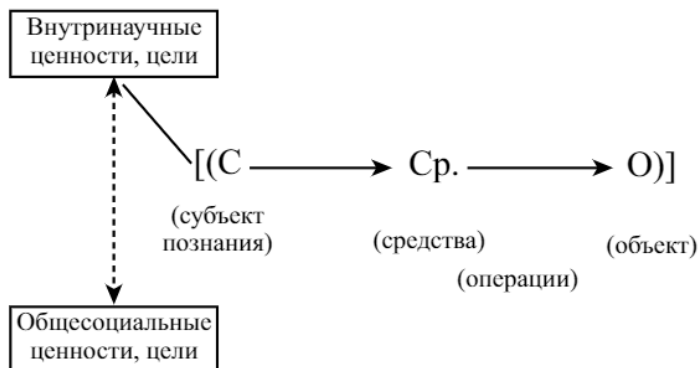 Внутринаучные
ценности, цели
[(С
Ср.
О)]
(субъект
познания)
(средства)
(объект)
(операции)
Общесоциальные
ценности, цели